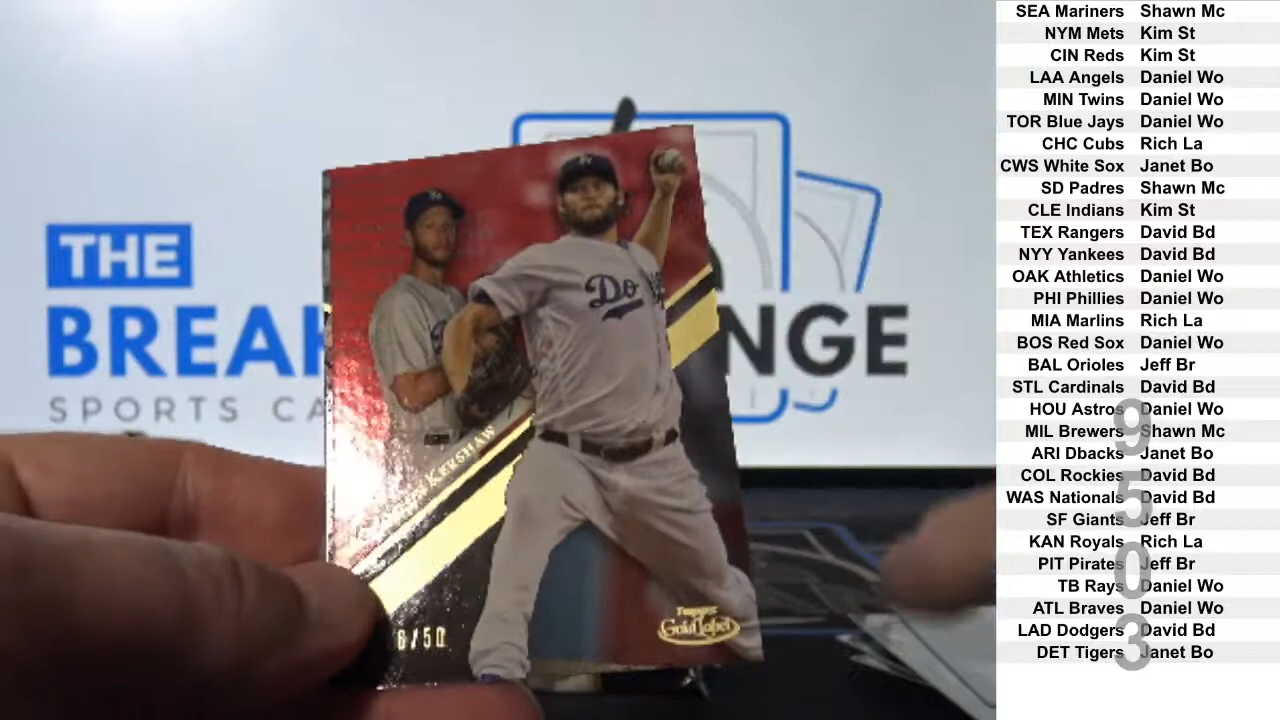 THE
BREAK
NGE
SPORTS CA
KERSHAW
Do
6/50
Topps
Gold Label
SEA Mariners Shawn Mc
NYM Mets Kim St
CIN Reds Kim St
LAA Angels Daniel Wo
MIN Twins Daniel Wo
TOR Blue Jays Daniel Wo
CHC Cubs Rich La
CWS White Sox Janet Bo
SD Padres Shawn Mc
CLE Indians Kim St
TEX Rangers David Bd
NYY Yankees David Bd
OAK Athletics Daniel Wo
PHI Phillies Daniel Wo
MIA Marlins Rich La
BOS Red Sox Daniel Wo
BAL Orioles Jeff Br
STL Cardinals David Bd
HOU Astros Daniel Wo
MIL Brewers Shawn Mc
ARI Dbacks Janet Bo
COL Rockies David Bd
WAS Nationals David Bd
SF Giants Jeff Br
KAN Royals Rich La
PIT Pirates Jeff Br
TB Rays Daniel Wo
ATL Braves Daniel Wo
LAD Dodgers David Bd
DET Tigers Janet Bo
9503